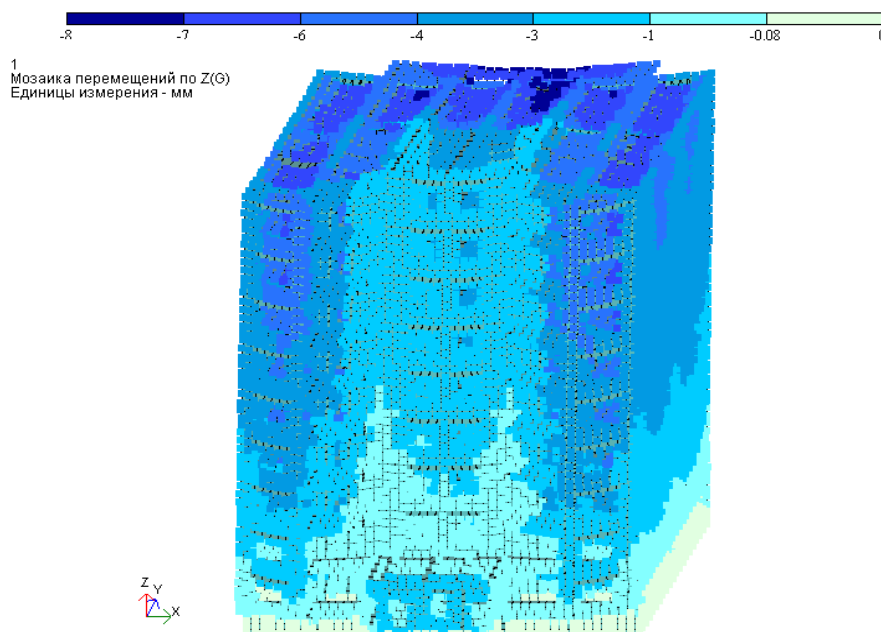 -8 -7 -6 -4 -3 -1 -0.08 0
1
Мозаика перемещений по Z(G)
Единицы измерения - мм
Z
Y
X